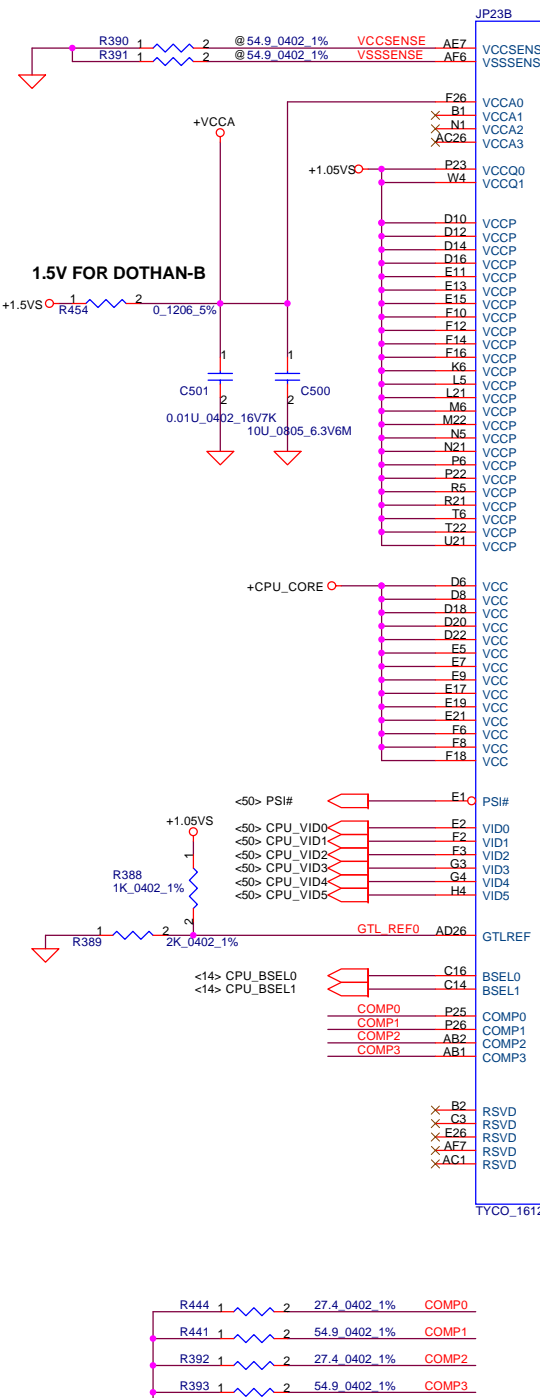 JP23B
R390 1 2 @54.9_0402_1% VCCSENSE AE7 VCCSENS
R391 1 2 @54.9_0402_1% VSSSENSE AF6 VSSSENS
F26 VCCA0
B1 VCCA1
N1 VCCA2
AC26 VCCA3
+VCCA
+1.05VS P23 VCCQ0
W4 VCCQ1
D10 VCCP
D12 VCCP
D14 VCCP
D16 VCCP
E11 VCCP
E13 VCCP
E15 VCCP
F10 VCCP
F12 VCCP
F14 VCCP
F16 VCCP
K6 VCCP
L5 VCCP
L21 VCCP
M6 VCCP
M22 VCCP
N5 VCCP
N21 VCCP
P6 VCCP
P22 VCCP
R5 VCCP
R21 VCCP
T6 VCCP
T22 VCCP
U21 VCCP
1.5V FOR DOTHAN-B
+1.5VS 1 2
R454 0_1206_5%
1 1
C501 C500
2 2
0.01U_0402_16V7K
10U_0805_6.3V6M
+CPU_CORE D6 VCC
D8 VCC
D18 VCC
D20 VCC
D22 VCC
E5 VCC
E7 VCC
E9 VCC
E17 VCC
E19 VCC
E21 VCC
F6 VCC
F8 VCC
F18 VCC
<50> PSI# E1 PSI#
<50> CPU_VID0 E2 VID0
<50> CPU_VID1 F2 VID1
<50> CPU_VID2 F3 VID2
<50> CPU_VID3 G3 VID3
<50> CPU_VID4 G4 VID4
<50> CPU_VID5 H4 VID5
+1.05VS
1
R388
1K_0402_1%
2
GTL_REF0 AD26 GTLREF
1 2
R389 2K_0402_1%
<14> CPU_BSEL0 C16 BSEL0
<14> CPU_BSEL1 C14 BSEL1
COMP0 P25 COMP0
COMP1 P26 COMP1
COMP2 AB2 COMP2
COMP3 AB1 COMP3
B2 RSVD
C3 RSVD
E26 RSVD
AF7 RSVD
AC1 RSVD
TYCO_1612
R444 1 2 27.4_0402_1% COMP0
R441 1 2 54.9_0402_1% COMP1
R392 1 2 27.4_0402_1% COMP2
R393 1 2 54.9_0402_1% COMP3